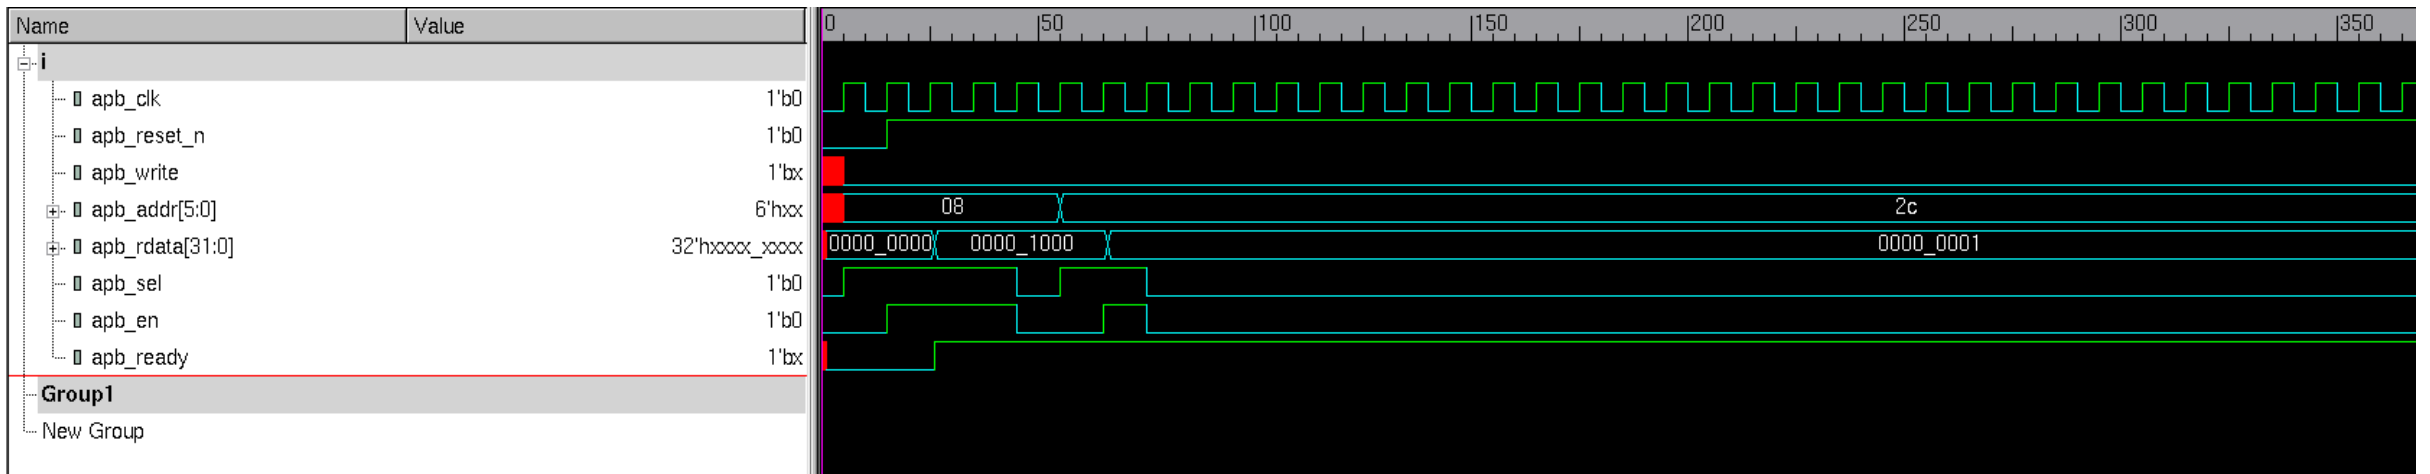 Name Value 0 50 100 150 200 250 300 350
i
apb_clk 1'b0
apb_reset_n 1'b0
apb_write 1'bx
apb_addr[5:0] 6'hxx 08 2c
apb_rdata[31:0] 32'hxxxx_xxxx 0000_0000 0000_1000 0000_0001
apb_sel 1'b0
apb_en 1'b0
apb_ready 1'bx
Group1
New Group